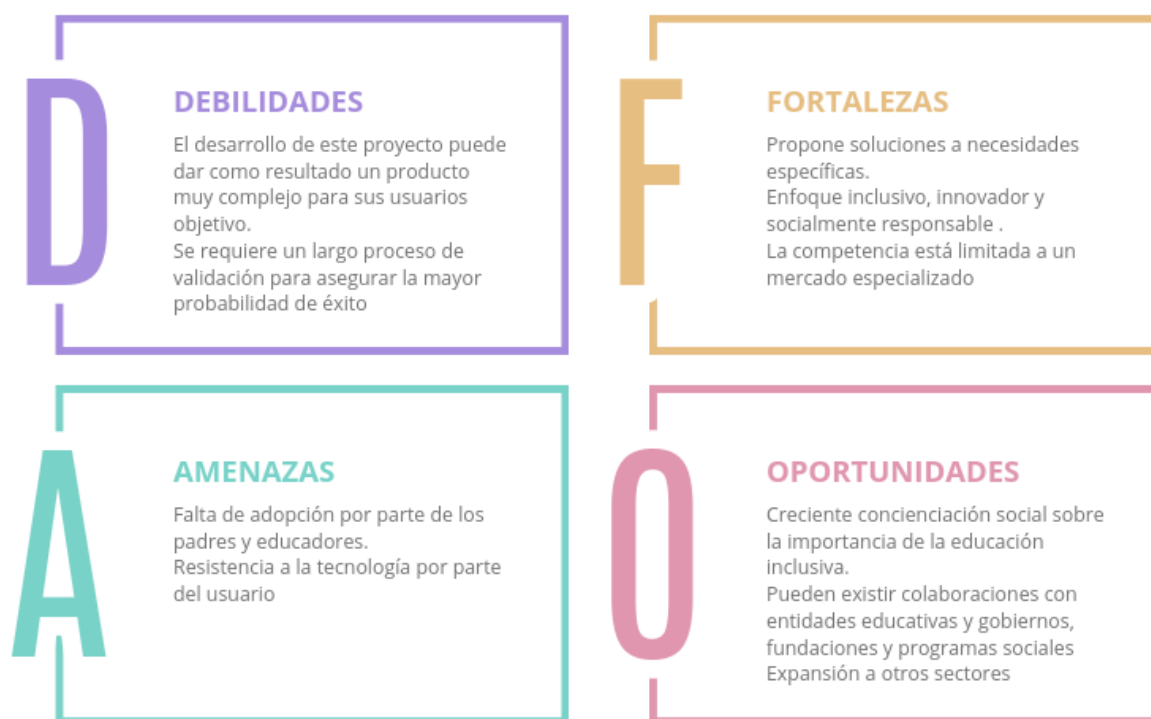 D
DEBILIDADES
El desarrollo de este proyecto puede
dar como resultado un producto
muy complejo para sus usuarios
objetivo.
Se requiere un largo proceso de
validación para asegurar la mayor
probabilidad de éxito
F
FORTALEZAS
Propone soluciones a necesidades
específicas.
Enfoque inclusivo, innovador y
socialmente responsable .
La competencia está limitada a un
mercado especializado
A
AMENAZAS
Falta de adopción por parte de los
padres y educadores.
Resistencia a la tecnología por parte
del usuario
O
OPORTUNIDADES
Creciente concienciación social sobre
la importancia de la educación
inclusiva.
Pueden existir colaboraciones con
entidades educativas y gobiernos,
fundaciones y programas sociales
Expansión a otros sectores